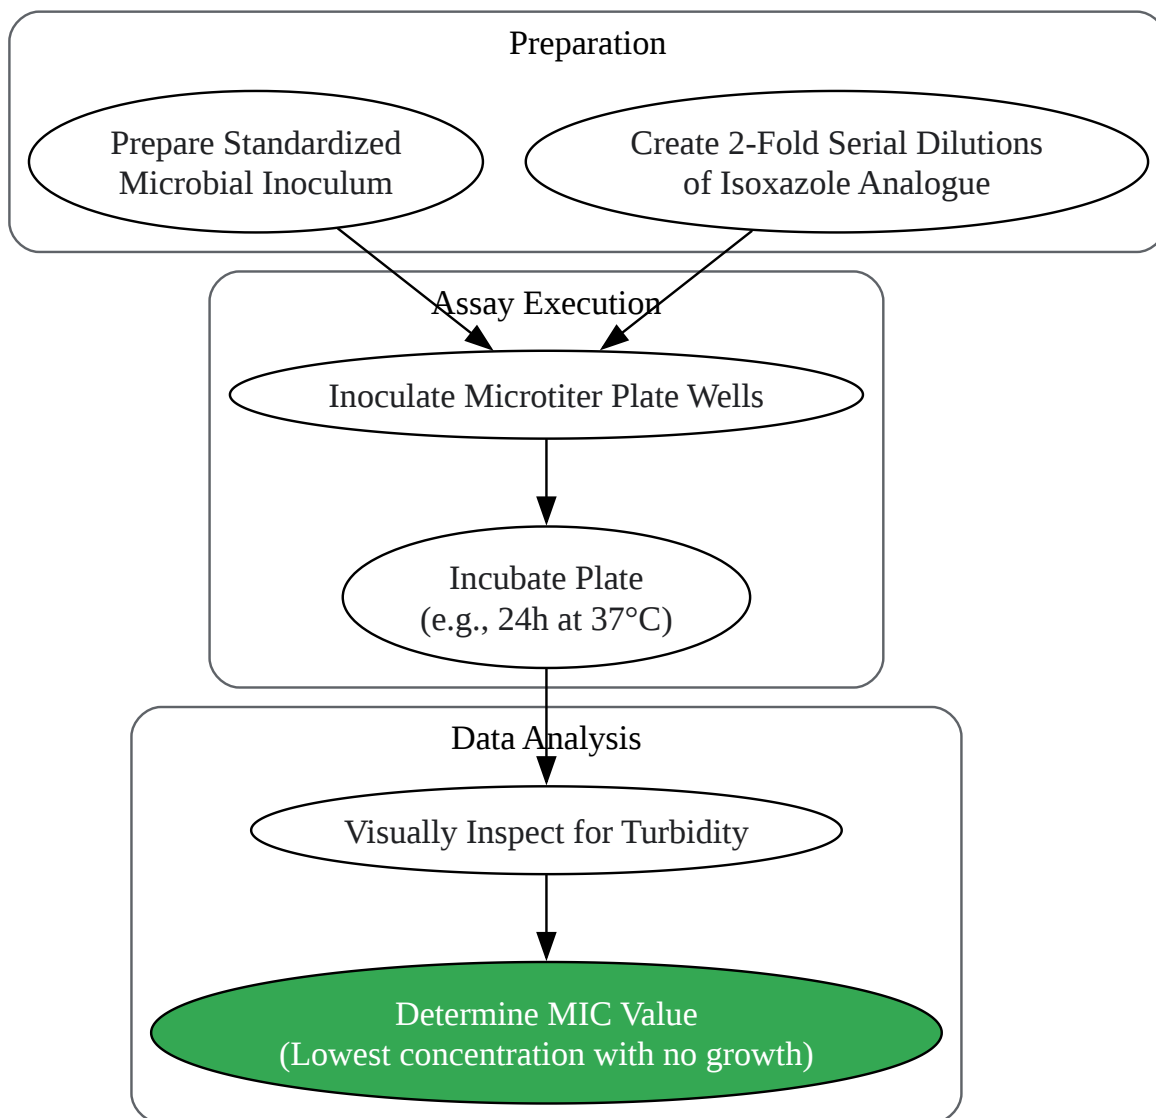 Preparation
Prepare Standardized
Microbial Inoculum
Create 2-Fold Serial Dilutions
of Isoxazole Analogue
Assay Execution
Inoculate Microtiter Plate Wells
Incubate Plate
(e.g., 24h at 37°C)
Data Analysis
Visually Inspect for Turbidity
Determine MIC Value
(Lowest concentration with no growth)